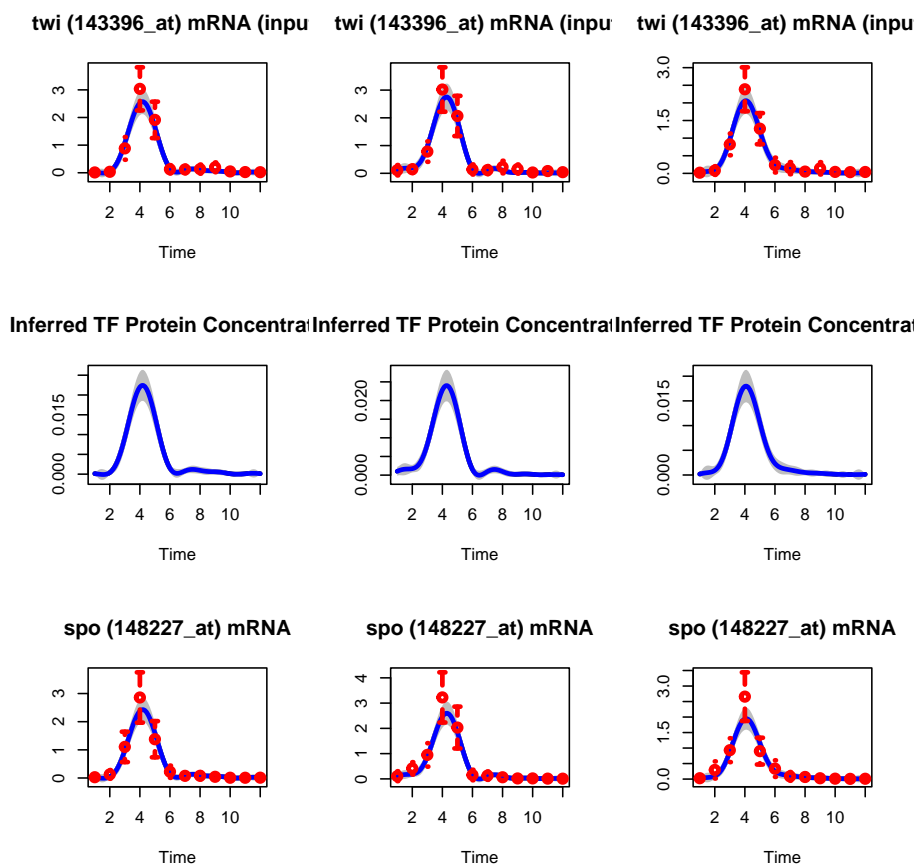 twi (143396_at) mRNA (inpu twi (143396_at) mRNA (inpu twi (143396_at) mRNA (inpu
3 3 3.0
2 2
1 1 1.5
0 0 0.0
2 4 6 8 10 2 4 6 8 10 2 4 6 8 10
Time Time Time
Inferred TF Protein Concentrat Inferred TF Protein Concentrat Inferred TF Protein Concentrat
0.015 0.020 0.015
0.000 0.000 0.000
2 4 6 8 10 2 4 6 8 10 2 4 6 8 10
Time Time Time
spo (148227_at) mRNA spo (148227_at) mRNA spo (148227_at) mRNA
3 4 3.0
2 3
1 2 1.5
0 1 0.0
0
2 4 6 8 10 2 4 6 8 10 2 4 6 8 10
Time Time Time